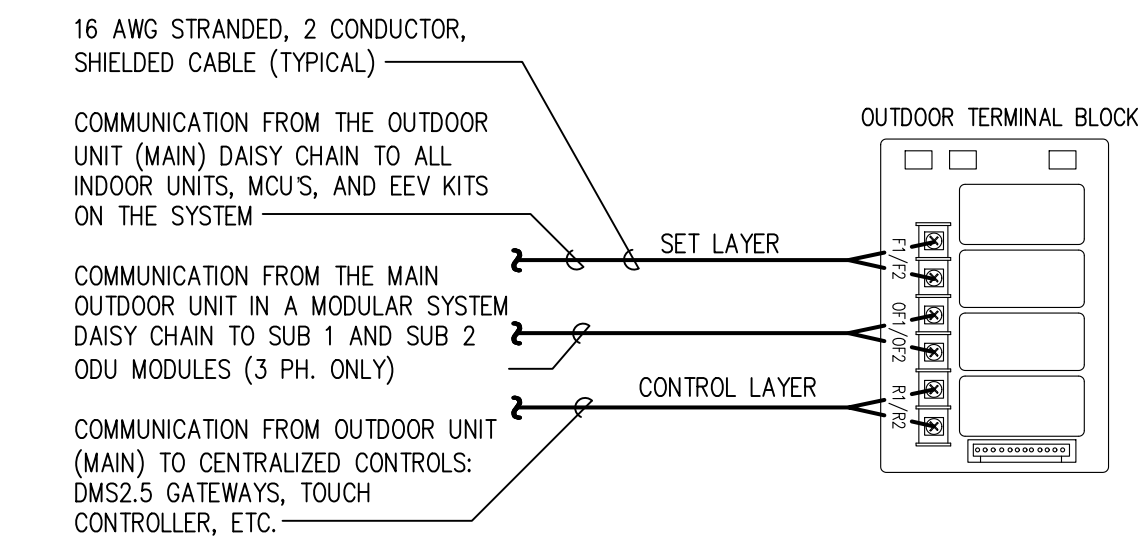 16 AWG STRANDED, 2 CONDUCTOR,
SHIELDED CABLE (TYPICAL)
COMMUNICATION FROM THE OUTDOOR
UNIT (MAIN) DAISY CHAIN TO ALL
INDOOR UNITS, MCU'S, AND EEV KITS
ON THE SYSTEM
COMMUNICATION FROM THE MAIN
OUTDOOR UNIT IN A MODULAR SYSTEM
DAISY CHAIN TO SUB 1 AND SUB 2
ODU MODULES (3 PH. ONLY)
COMMUNICATION FROM OUTDOOR UNIT
(MAIN) TO CENTRALIZED CONTROLS:
DMS2.5 GATEWAYS, TOUCH
CONTROLLER, ETC.
SET LAYER
CONTROL LAYER
OUTDOOR TERMINAL BLOCK
F1/F2
OF1/OF2
R1/R2